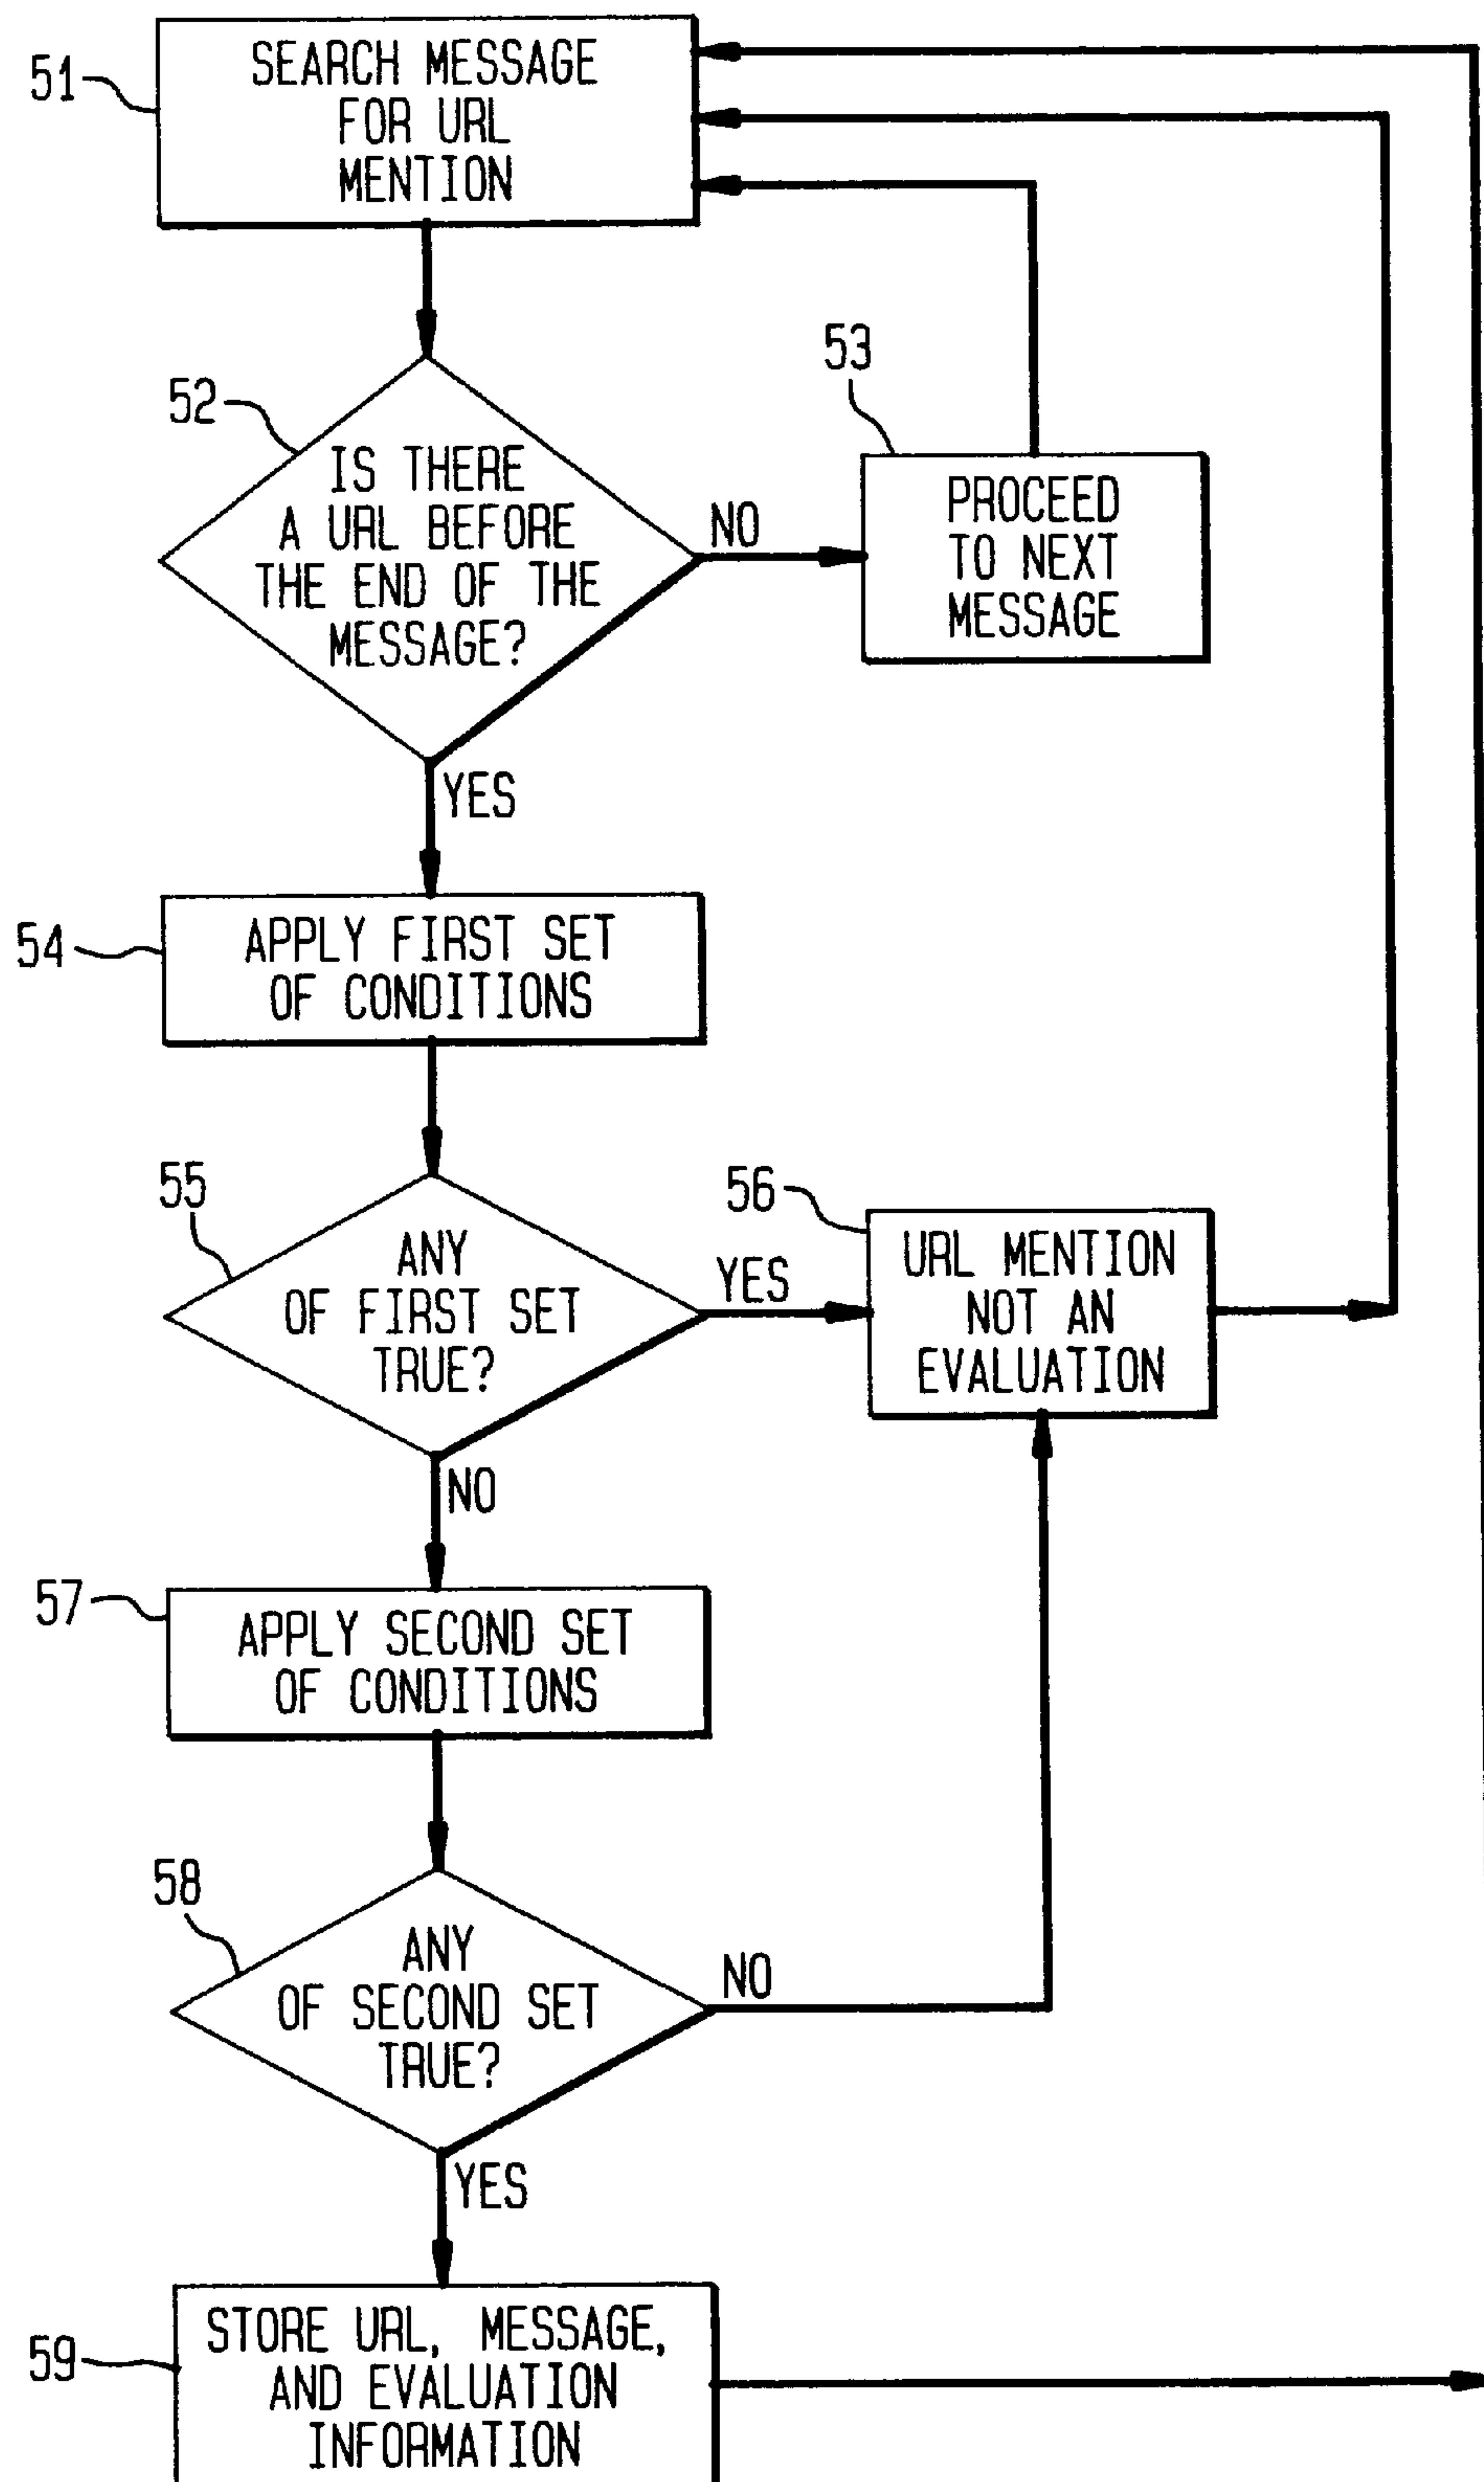 51
SEARCH MESSAGE
FOR URL
MENTION
52
IS THERE
A URL BEFORE
THE END OF THE
MESSAGE?
NO
53
PROCEED
TO NEXT
MESSAGE
YES
54
APPLY FIRST SET
OF CONDITIONS
55
ANY
OF FIRST SET
TRUE?
YES
56
URL MENTION
NOT AN
EVALUATION
NO
57
APPLY SECOND SET
OF CONDITIONS
58
ANY
OF SECOND SET
TRUE?
NO
YES
59
STORE URL, MESSAGE,
AND EVALUATION
INFORMATION